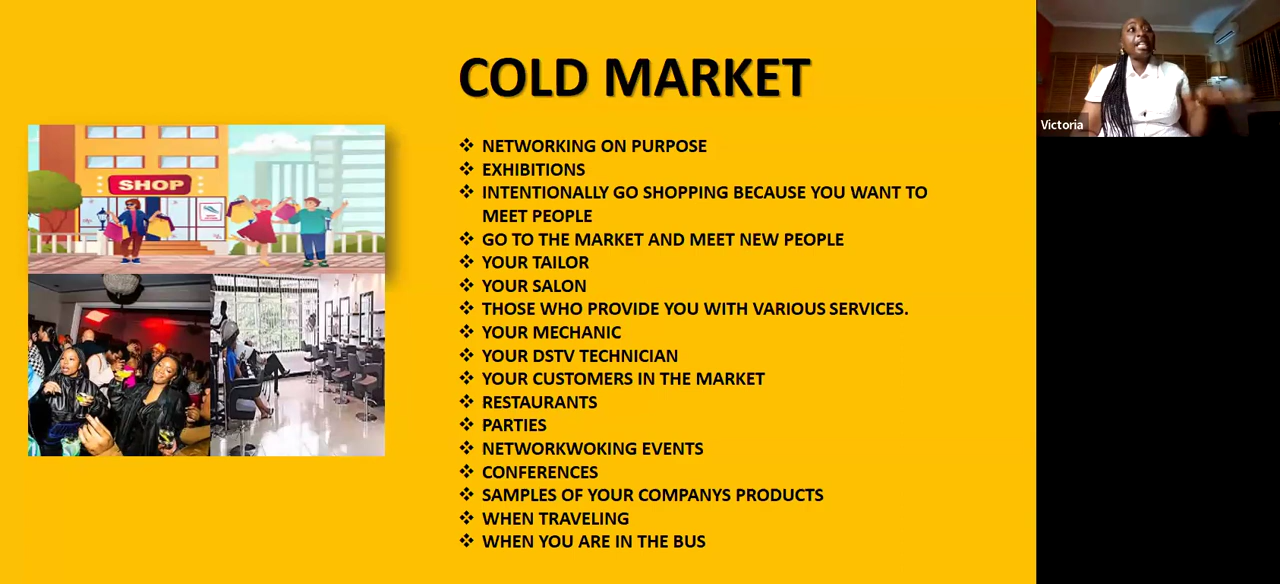 COLD MARKET
SHOP
NETWORKING ON PURPOSE
EXHIBITIONS
INTENTIONALLY GO SHOPPING BECAUSE YOU WANT TO
MEET PEOPLE
GO TO THE MARKET AND MEET NEW PEOPLE
YOUR TAILOR
YOUR SALON
THOSE WHO PROVIDE YOU WITH VARIOUS SERVICES.
YOUR MECHANIC
YOUR DSTV TECHNICIAN
YOUR CUSTOMERS IN THE MARKET
RESTAURANTS
PARTIES
NETWORKWOKING EVENTS
CONFERENCES
SAMPLES OF YOUR COMPANYS PRODUCTS
WHEN TRAVELING
WHEN YOU ARE IN THE BUS
Victoria